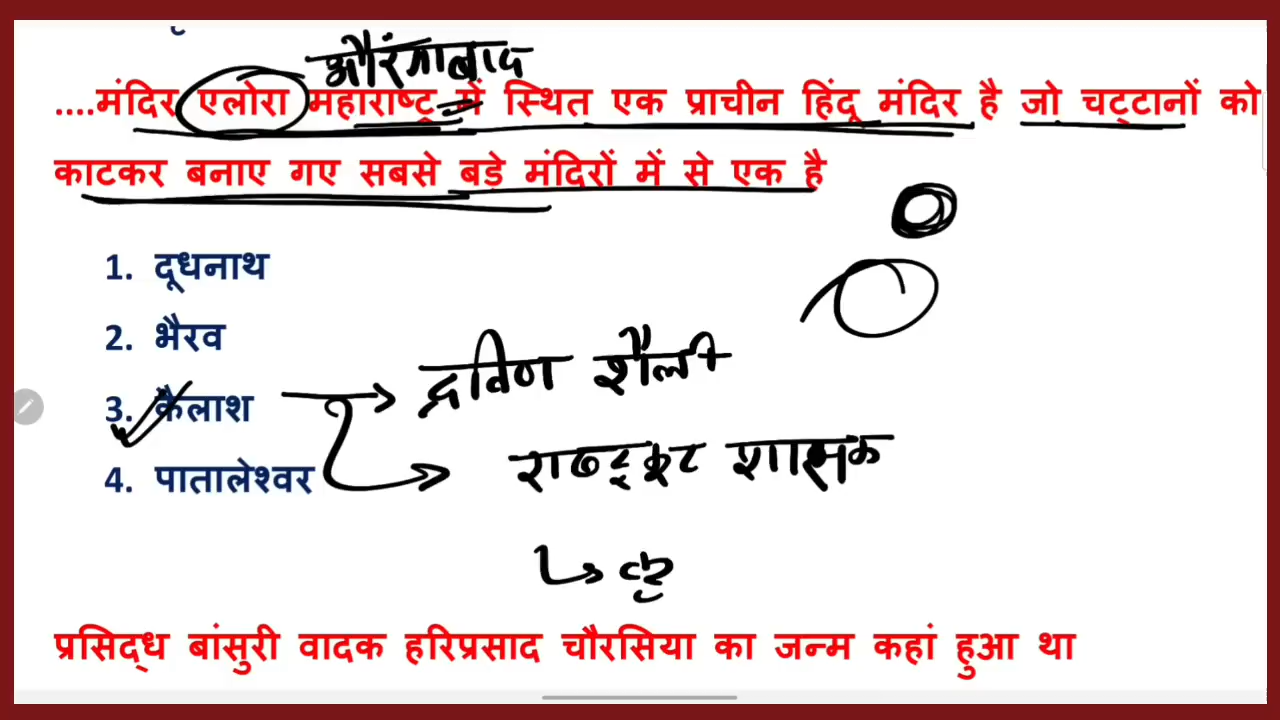 औरंगाबाद
....मंदिर एलोरा महाराष्ट्र में स्थित एक प्राचीन हिंदू मंदिर है जो चट्टानों को
काटकर बनाए गए सबसे बडे मंदिरों में से एक है
1. दूधनाथ
2. भैरव
द्रविण शैली
3. कैलाश
राष्ट्रकूट शासक
4. पातालेश्वर
कृ
प्रसिद्ध बांसुरी वादक हरिप्रसाद चौरसिया का जन्म कहां हुआ था